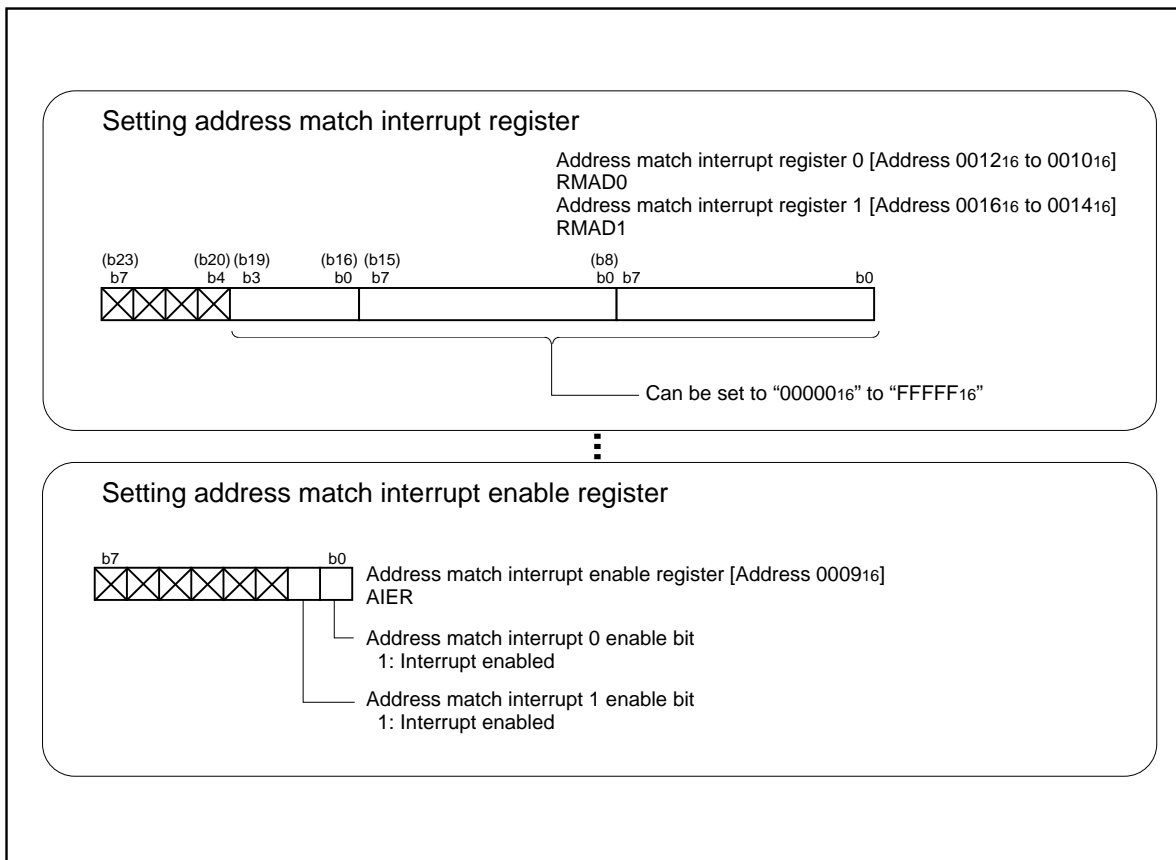 Setting address match interrupt register
Address match interrupt register 0 [Address 001216 to 001016]
RMAD0
Address match interrupt register 1 [Address 001616 to 001416]
RMAD1
(b23) (b20) (b19) (b16) (b15) (b8)
b7 b4 b3 b0 b7 b0 b7 b0
Can be set to “0000016” to “FFFFF16”
Setting address match interrupt enable register
b7 b0
Address match interrupt enable register [Address 000916]
AIER
Address match interrupt 0 enable bit
1: Interrupt enabled
Address match interrupt 1 enable bit
1: Interrupt enabled